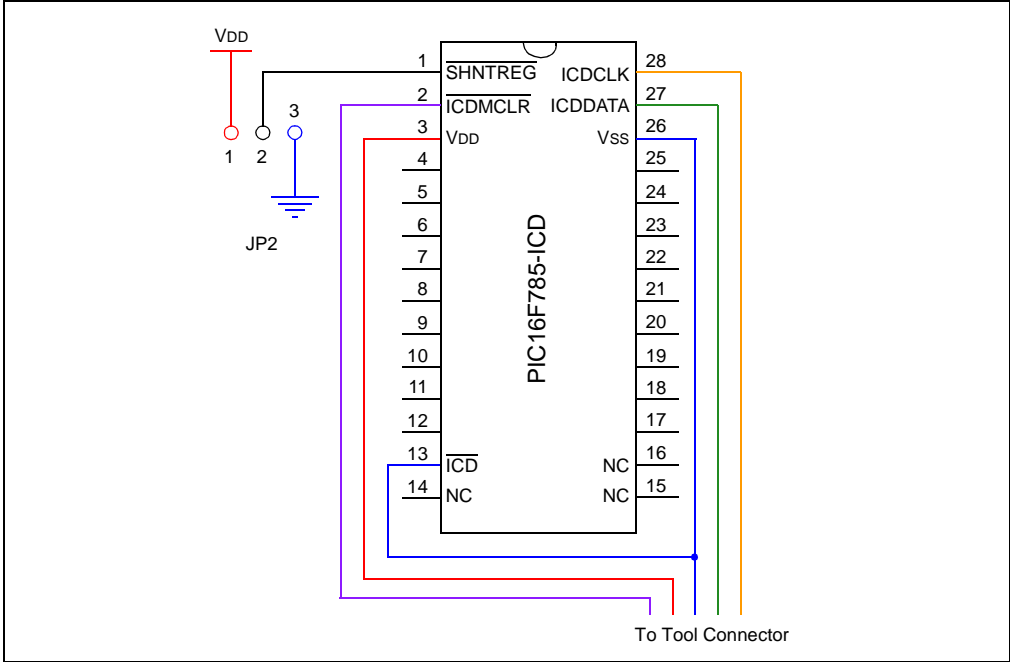 VDD
1
2
3
JP2
1 SHNTREG
2 ICDMCLR
3 VDD
4
5
6
7
8
9
10
11
12
13 ICD
14 NC
PIC16F785-ICD
ICDCLK 28
ICDDATA 27
VSS 26
25
24
23
22
21
20
19
18
17
NC 16
NC 15
To Tool Connector